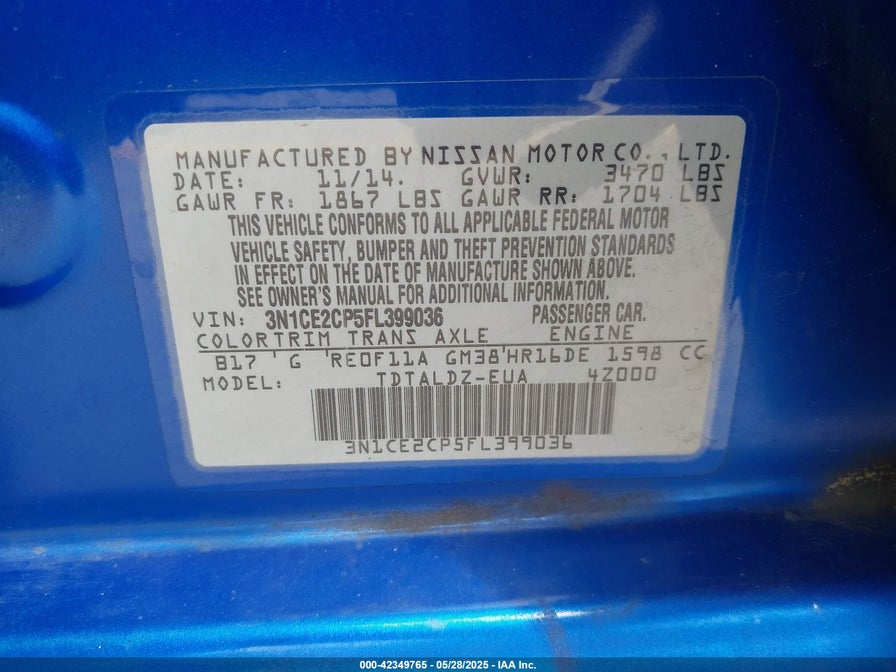 MANUFACTURED BY NISSAN MOTOR CO., LTD.
DATE: 11/14. GVWR: 3470 LBS
GAWR FR: 1867 LBS GAWR RR: 1704 LBS
THIS VEHICLE CONFORMS TO ALL APPLICABLE FEDERAL MOTOR
VEHICLE SAFETY, BUMPER AND THEFT PREVENTION STANDARDS
IN EFFECT ON THE DATE OF MANUFACTURE SHOWN ABOVE.
SEE OWNER'S MANUAL FOR ADDITIONAL INFORMATION.
VIN: 3N1CE2CP5FL399036 PASSENGER CAR.
COLOR TRIM TRANS AXLE ENGINE
B17 G RE0F11A GM38 HR16DE 1598 CC
MODEL: TDTALDZ-EUA 4Z000
3N1CE2CP5FL399036
000-42349765 - 05/28/2025 - IAA Inc.